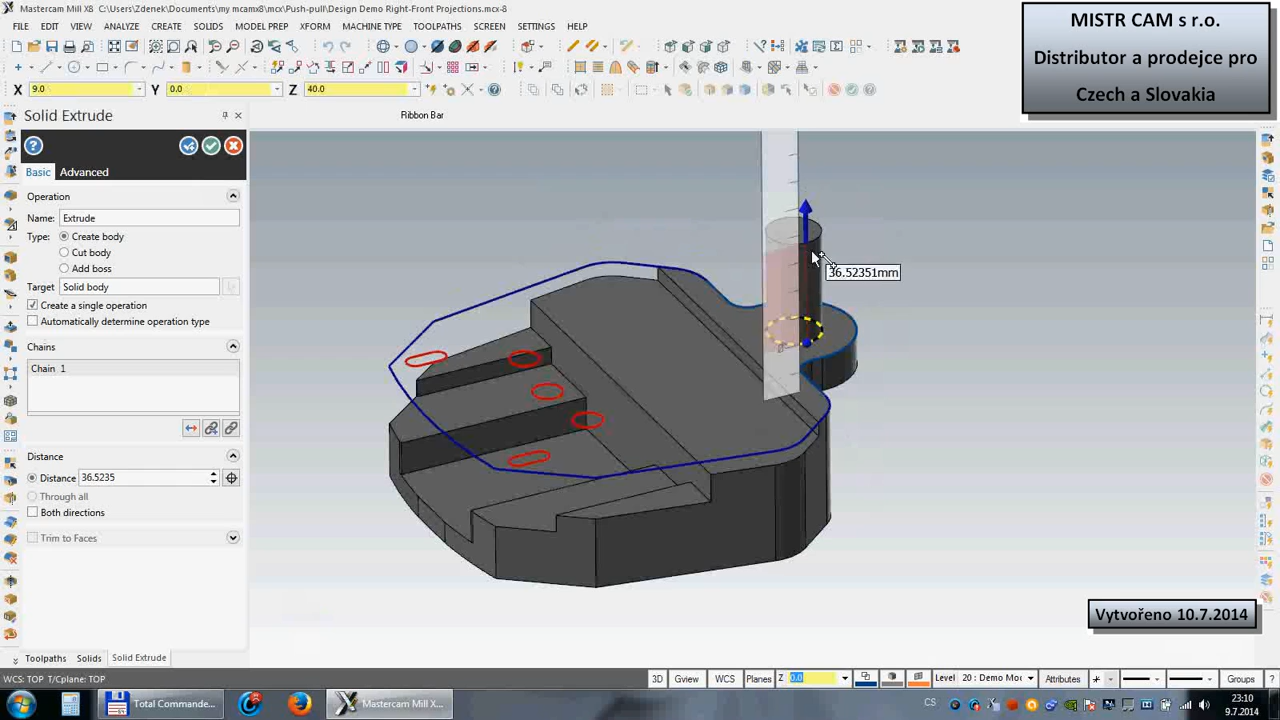 Mastercam Mill X8 - [C:\Users\Zdenek\Documents\my mcamx8\mcx\Push-pull\Design Demo Right-Front Projections.mcx-8
FILE EDIT VIEW ANALYZE CREATE SOLIDS MODEL PREP XFORM MACHINE TYPE TOOLPATHS SCREEN SETTINGS HELP
X 9.0 Y 0.0 Z 40.0
Ribbon Bar
MISTR CAM s r.o.
Distributor a prodejce pro
Czech a Slovakia
Solid Extrude
Basic Advanced
Operation
Name: Extrude
Type: Create body
Cut body
Add boss
Target Solid body
Create a single operation
Automatically determine operation type
Chains
Chain 1
Distance
Distance 36.5235
Through all
Both directions
Trim to Faces
36.52351mm
Vytvořeno 10.7.2014
Toolpaths Solids Solid Extrude
3D Gview WCS Planes Z 0.0 Level 20 : Demo Mo Attributes Groups
WCS: TOP T/Cplane: TOP
Total Commande... Mastercam Mill X... CS 23:10
9.7.2014